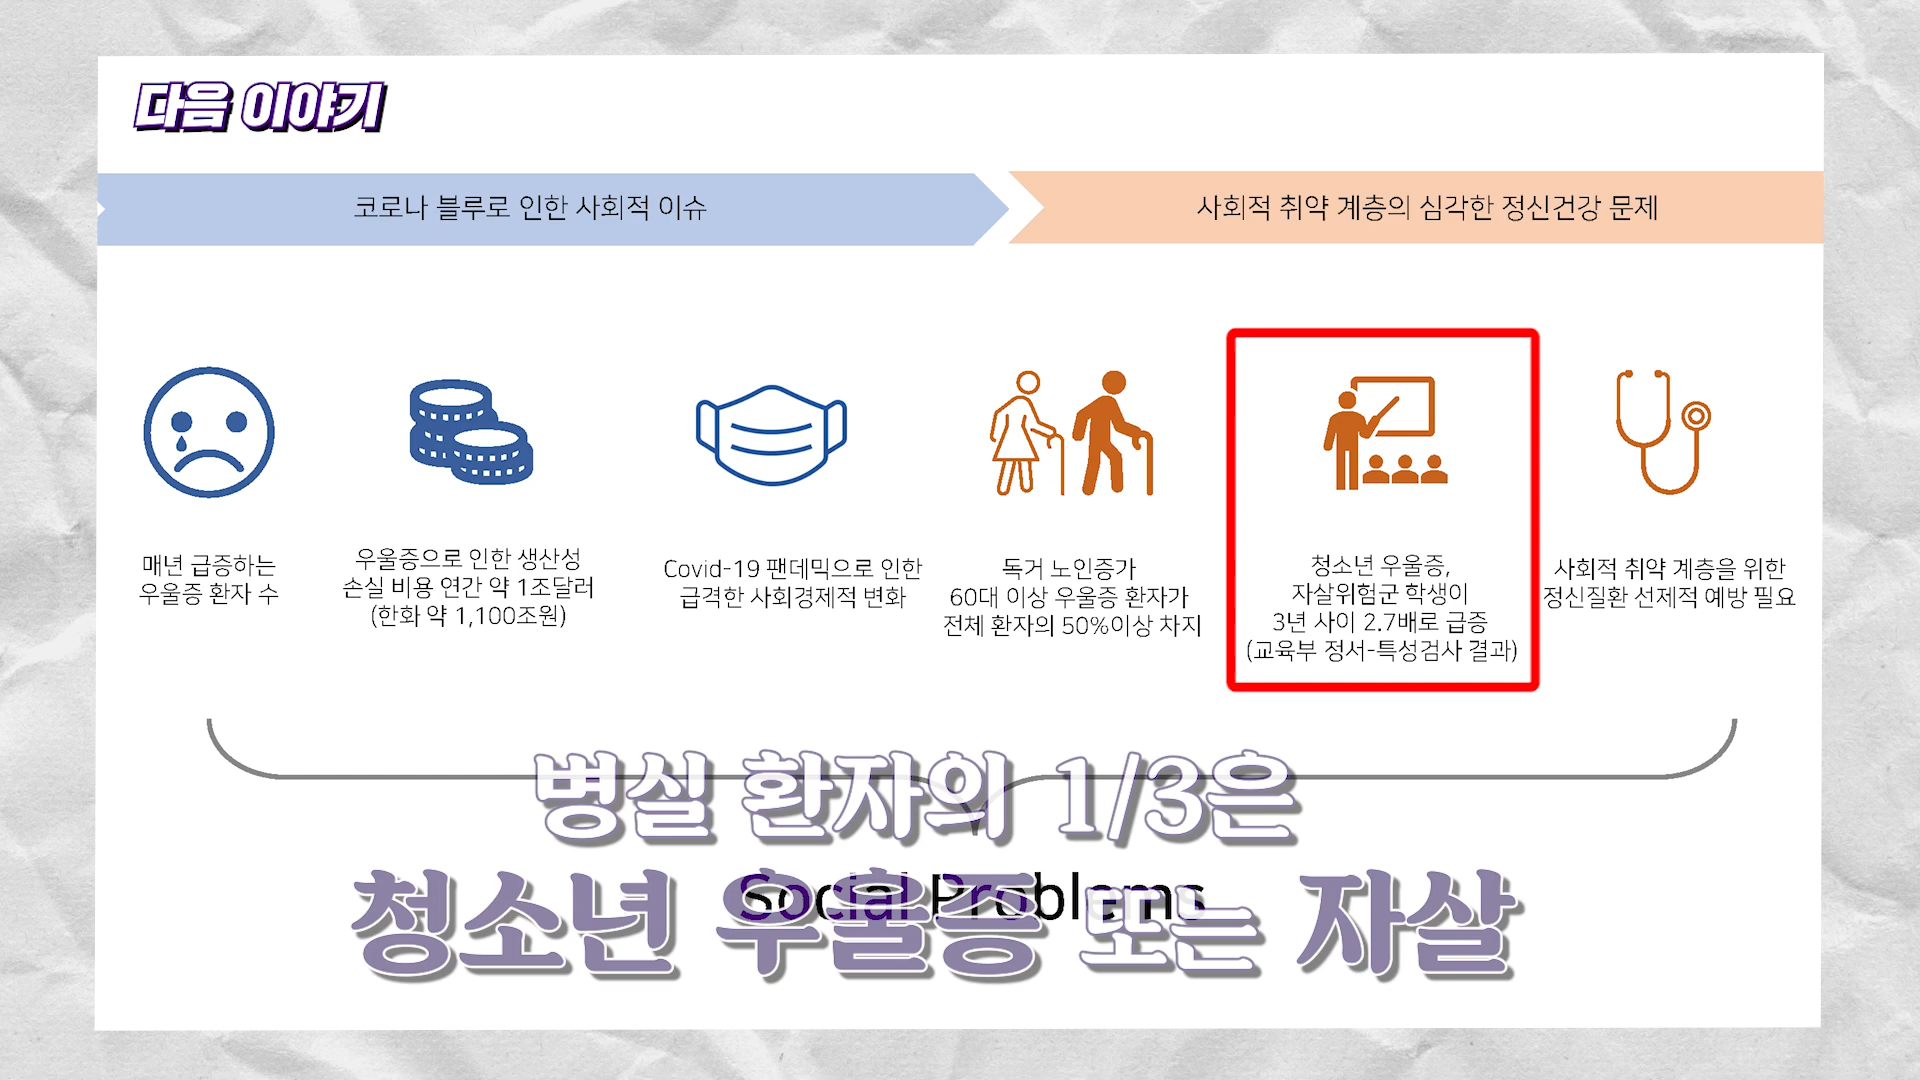 다음 이야기
코로나 블루로 인한 사회적 이슈
사회적 취약 계층의 심각한 정신건강 문제
매년 급증하는
우울증 환자 수
우울증으로 인한 생산성
손실 비용 연간 약 1조달러
(한화 약 1,100조원)
Covid-19 팬데믹으로 인한
급격한 사회경제적 변화
독거 노인증가
60대 이상 우울증 환자가
전체 환자의 50%이상 차지
청소년 우울증,
자살위험군 학생이
3년 사이 2.7배로 급증
(교육부 정서-특성검사 결과)
사회적 취약 계층을 위한
정신질환 선제적 예방 필요
병실 환자의 1/3은
Social Problems
청소년 우울증 또는 자살